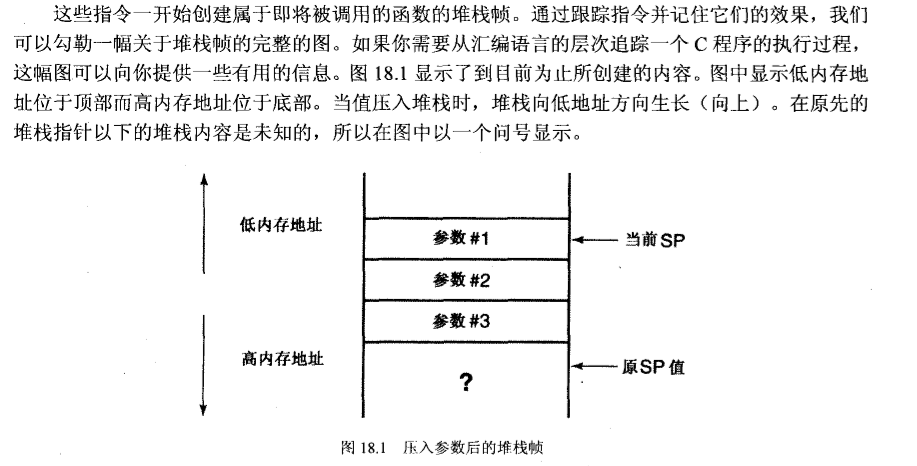 这些指令一开始创建属于即将被调用的函数的堆栈帧。通过跟踪指令并记住它们的效果，我们
可以勾勒一幅关于堆栈帧的完整的图。如果你需要从汇编语言的层次追踪一个 C 程序的执行过程，
这幅图可以向你提供一些有用的信息。图 18.1 显示了到目前为止所创建的内容。图中显示低内存地
址位于顶部而高内存地址位于底部。当值压入堆栈时，堆栈向低地址方向生长（向上）。在原先的
堆栈指针以下的堆栈内容是未知的，所以在图中以一个问号显示。
低内存地址
参数 #1
当前 SP
参数 #2
参数 #3
高内存地址
?
原SP 值
图 18.1 压入参数后的堆栈帧